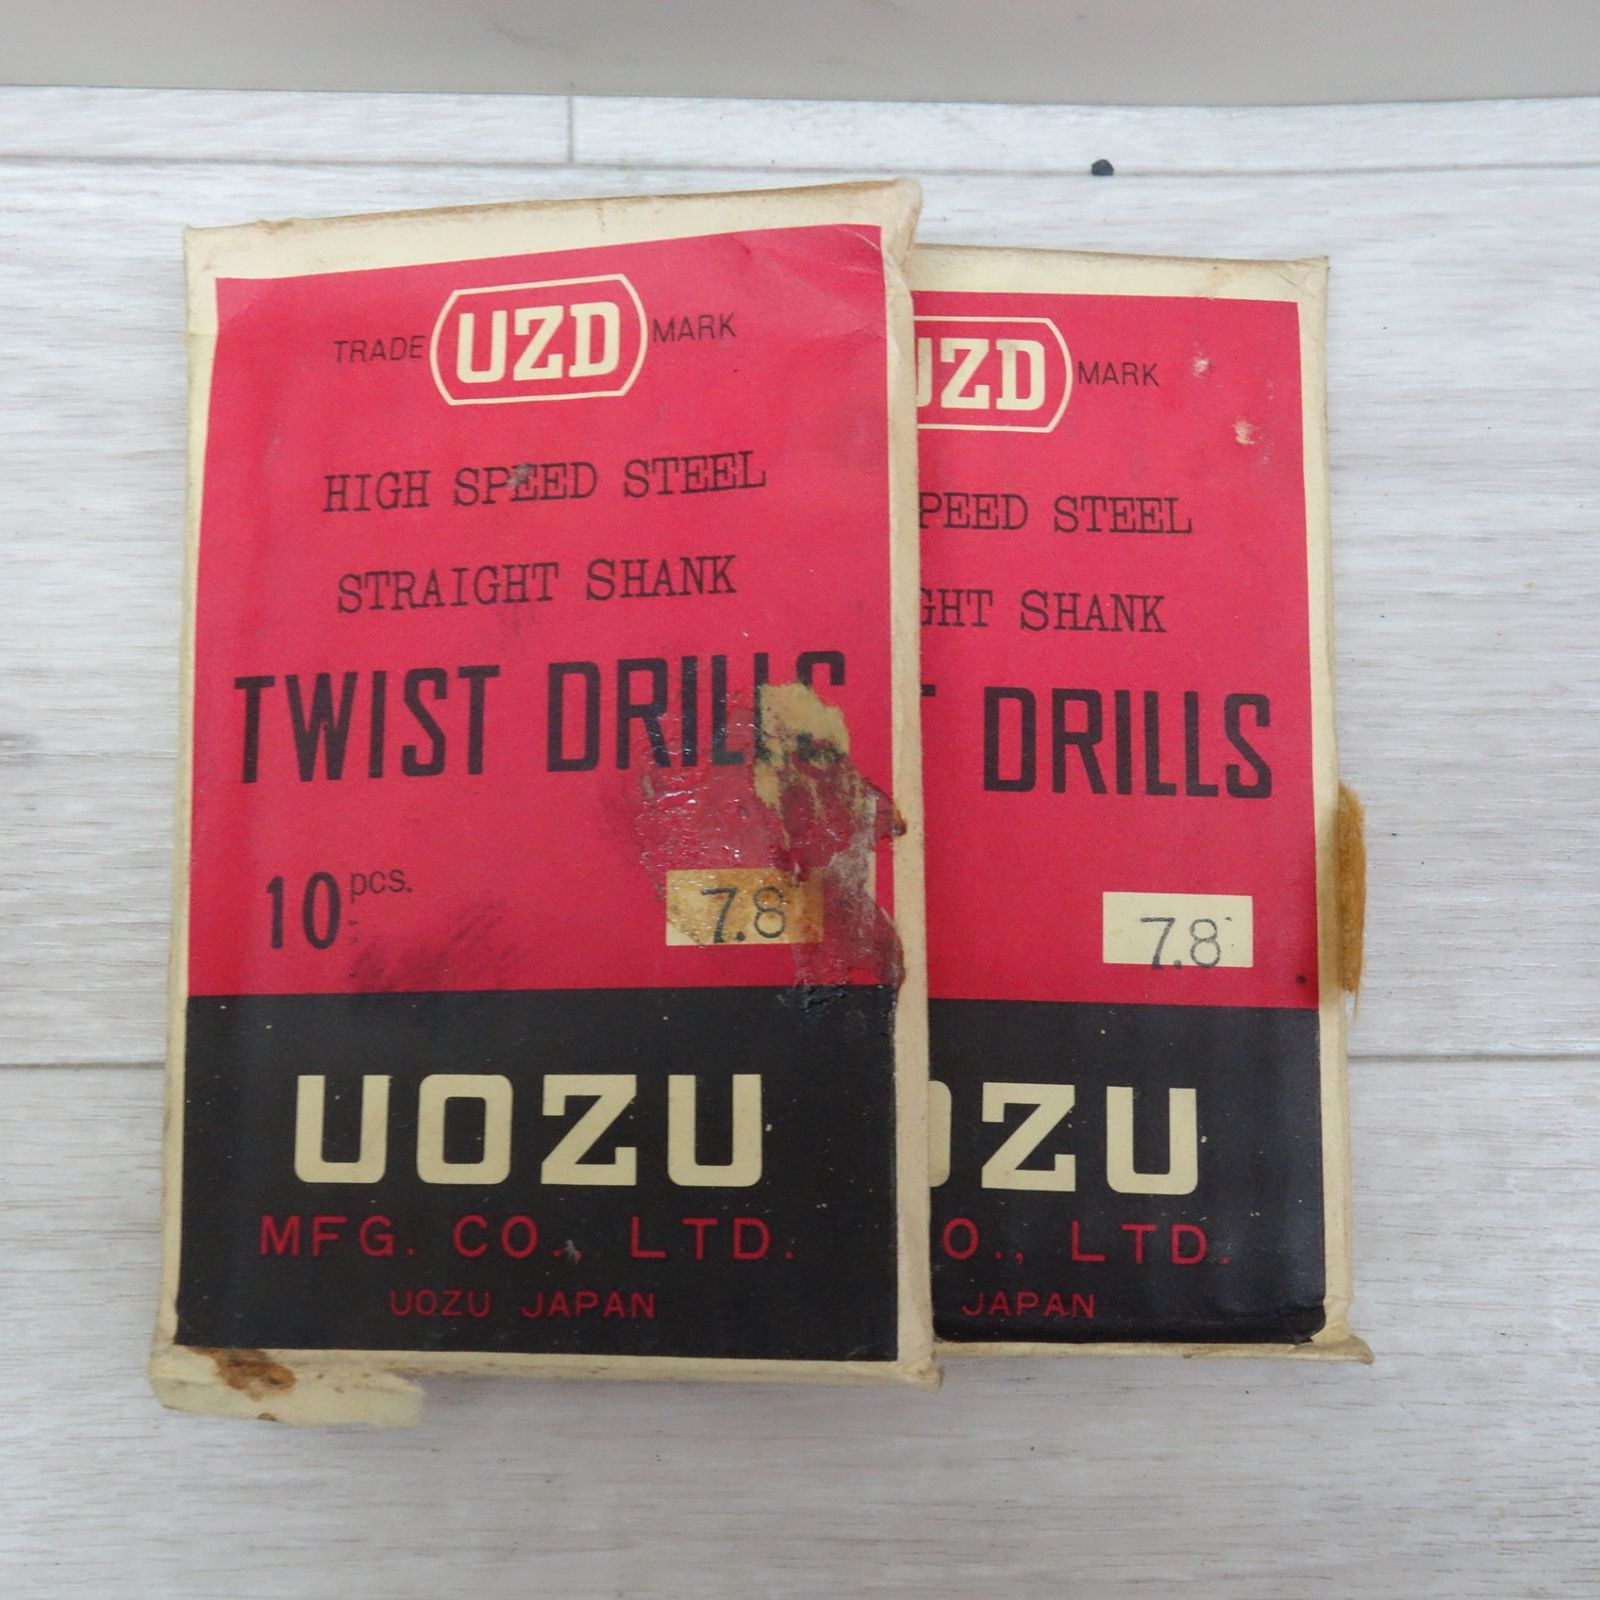 TRADE UZD MARK
HIGH SPEED STEEL
STRAIGHT SHANK
TWIST DRILLS
10 pcs.
7.8
UOZU
MFG. CO., LTD.
UOZU JAPAN
UZD MARK
PEED STEEL
GHT SHANK
T DRILLS
7.8
OZU
O., LTD.
JAPAN